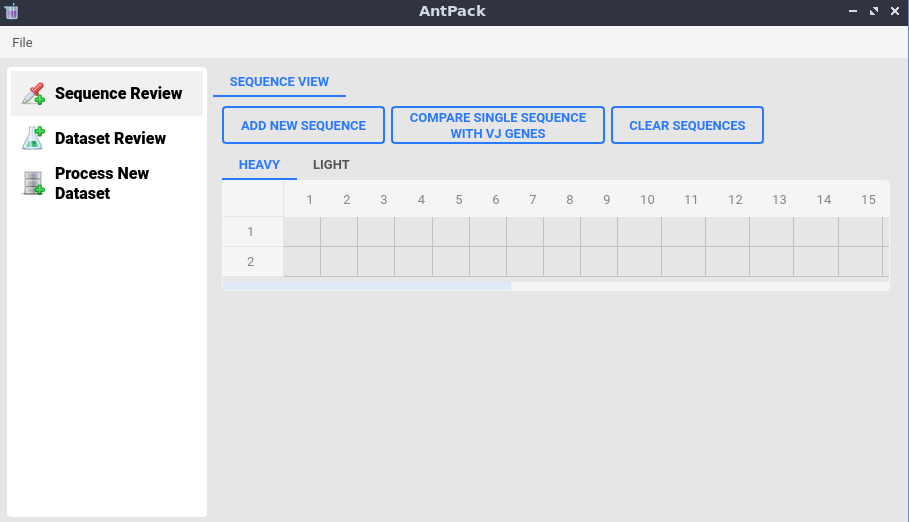 AntPack
File
Sequence Review
Dataset Review
Process New
Dataset
SEQUENCE VIEW
ADD NEW SEQUENCE
COMPARE SINGLE SEQUENCE
WITH VJ GENES
CLEAR SEQUENCES
HEAVY LIGHT
1 2 3 4 5 6 7 8 9 10 11 12 13 14 15
1
2